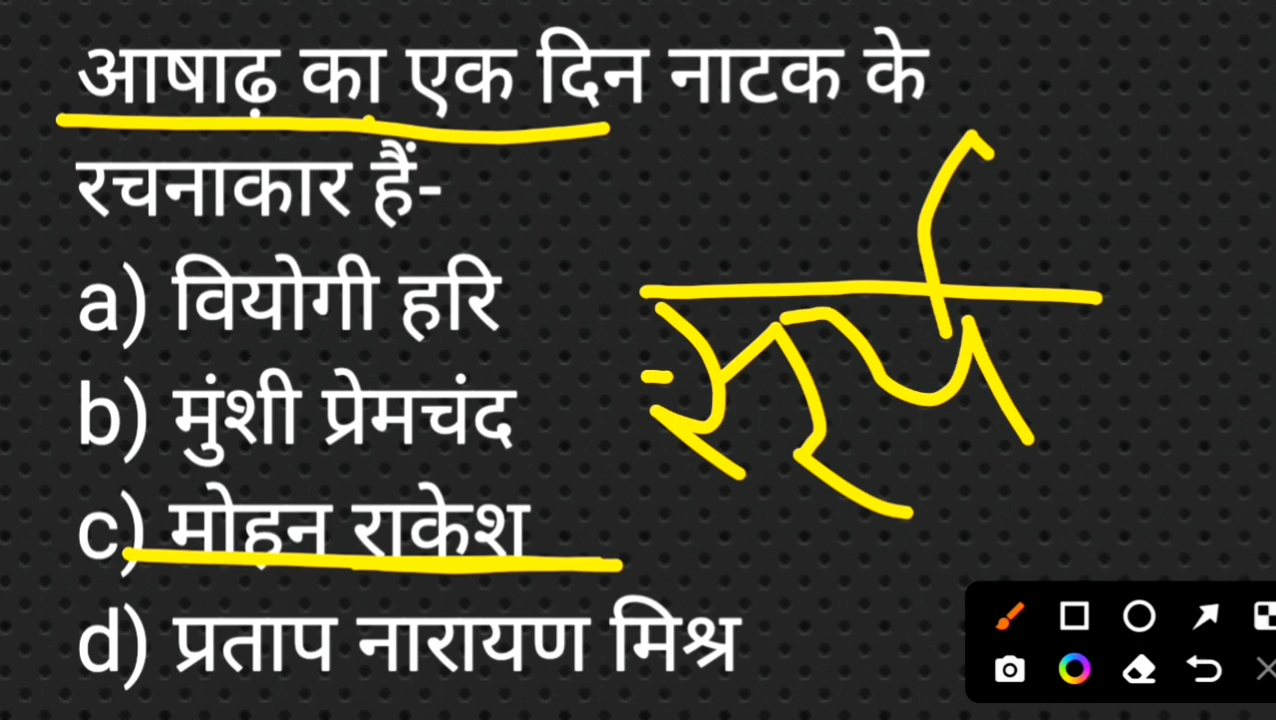 आषाढ़ का एक दिन नाटक के
रचनाकार हैं-
a) वियोगी हरि
b) मुंशी प्रेमचंद
c) मोहन राकेश
d) प्रताप नारायण मिश्र